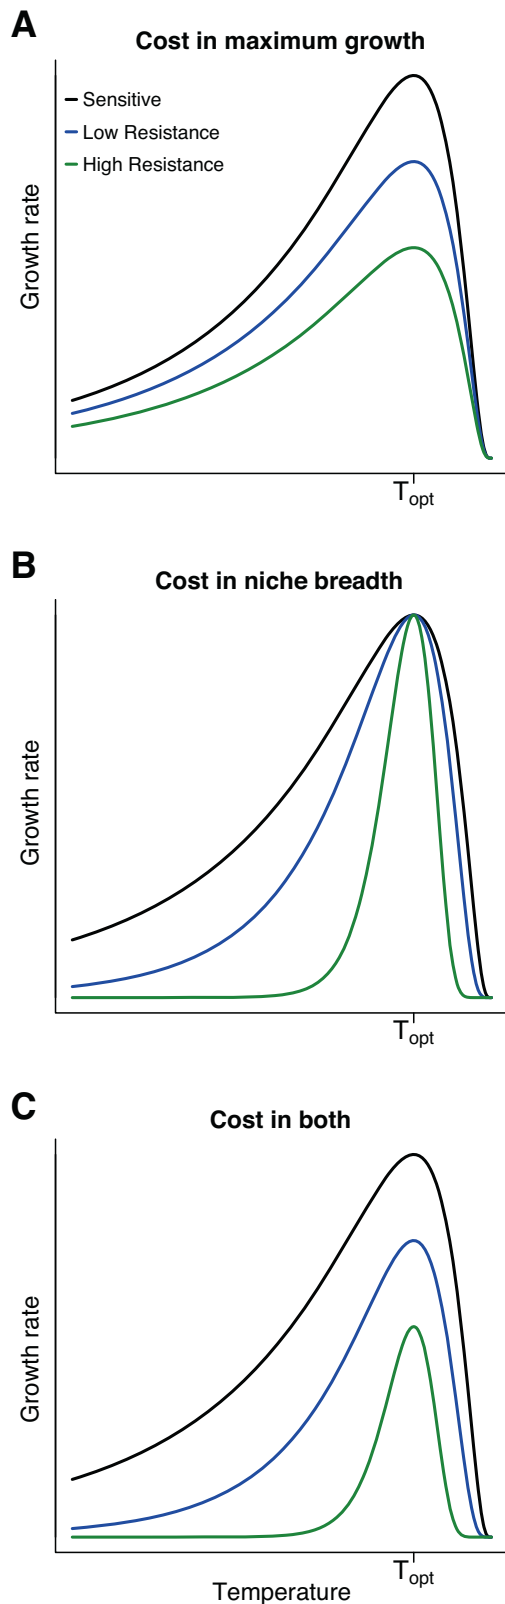 A
Cost in maximum growth
Sensitive
Low Resistance
High Resistance
Growth rate
Topt
B
Cost in niche breadth
Growth rate
Topt
C
Cost in both
Growth rate
Topt
Temperature